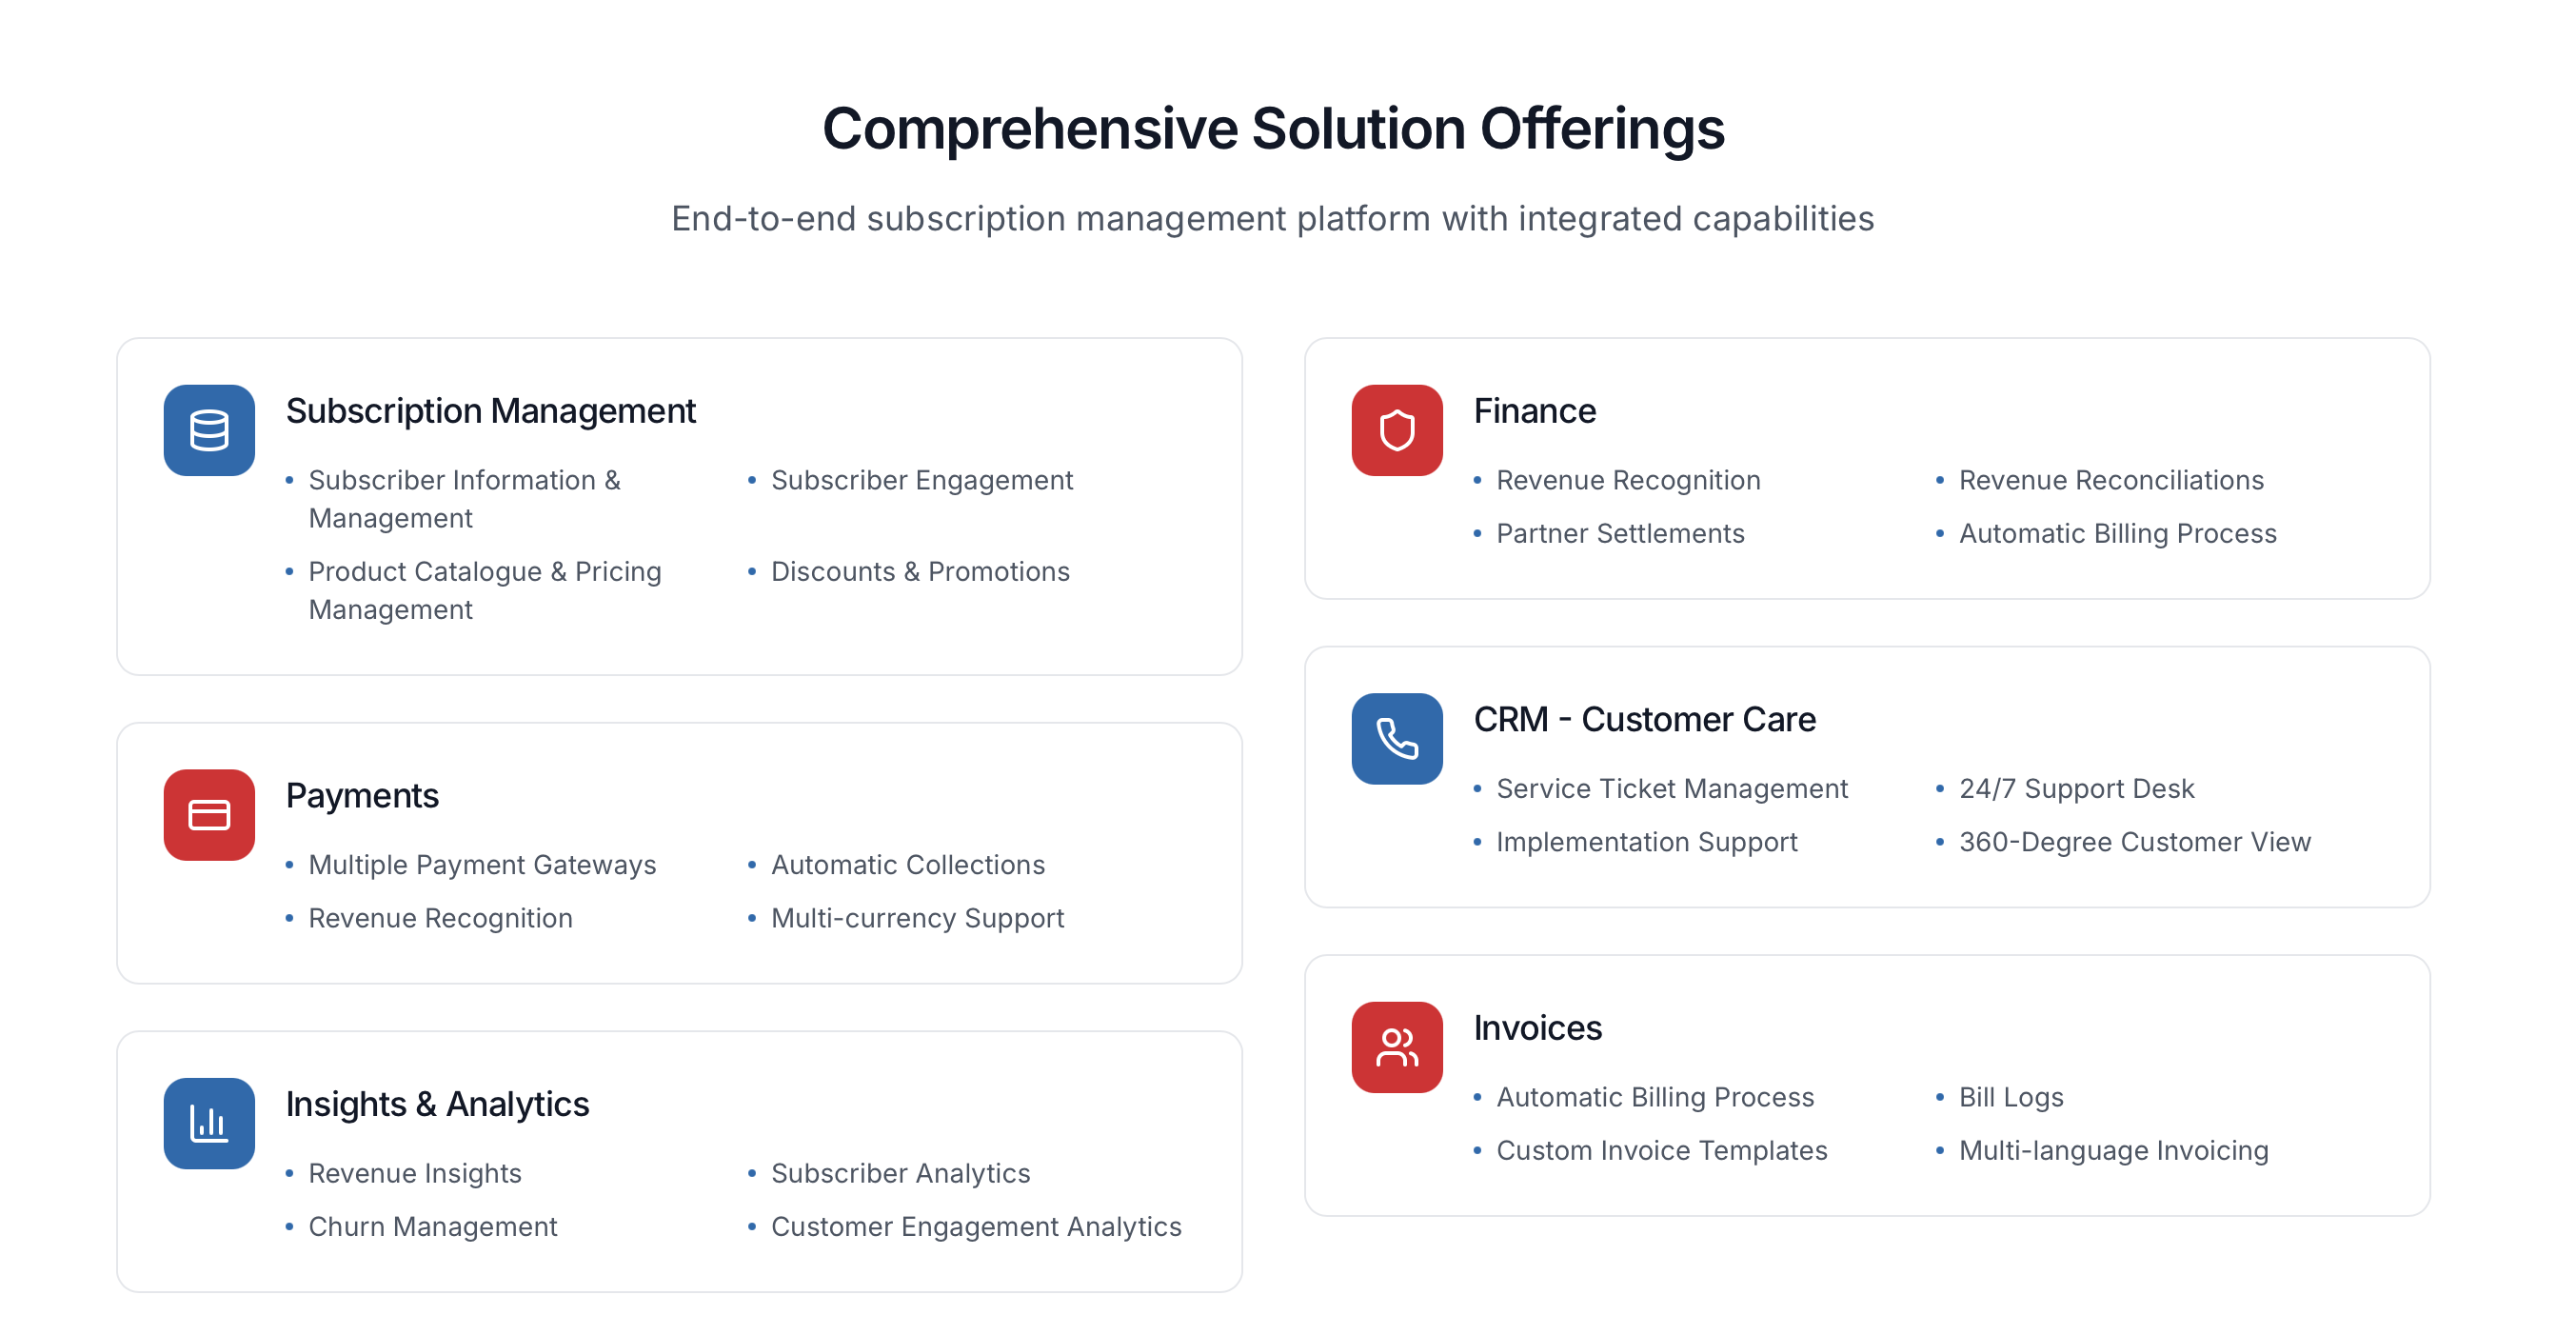 Comprehensive Solution Offerings
End-to-end subscription management platform with integrated capabilities
Subscription Management
• Subscriber Information &
Management
• Subscriber Engagement
• Product Catalogue & Pricing
Management
• Discounts & Promotions
Payments
• Multiple Payment Gateways
• Automatic Collections
• Revenue Recognition
• Multi-currency Support
Insights & Analytics
• Revenue Insights
• Subscriber Analytics
• Churn Management
• Customer Engagement Analytics
Finance
• Revenue Recognition
• Revenue Reconciliations
• Partner Settlements
• Automatic Billing Process
CRM - Customer Care
• Service Ticket Management
• 24/7 Support Desk
• Implementation Support
• 360-Degree Customer View
Invoices
• Automatic Billing Process
• Bill Logs
• Custom Invoice Templates
• Multi-language Invoicing